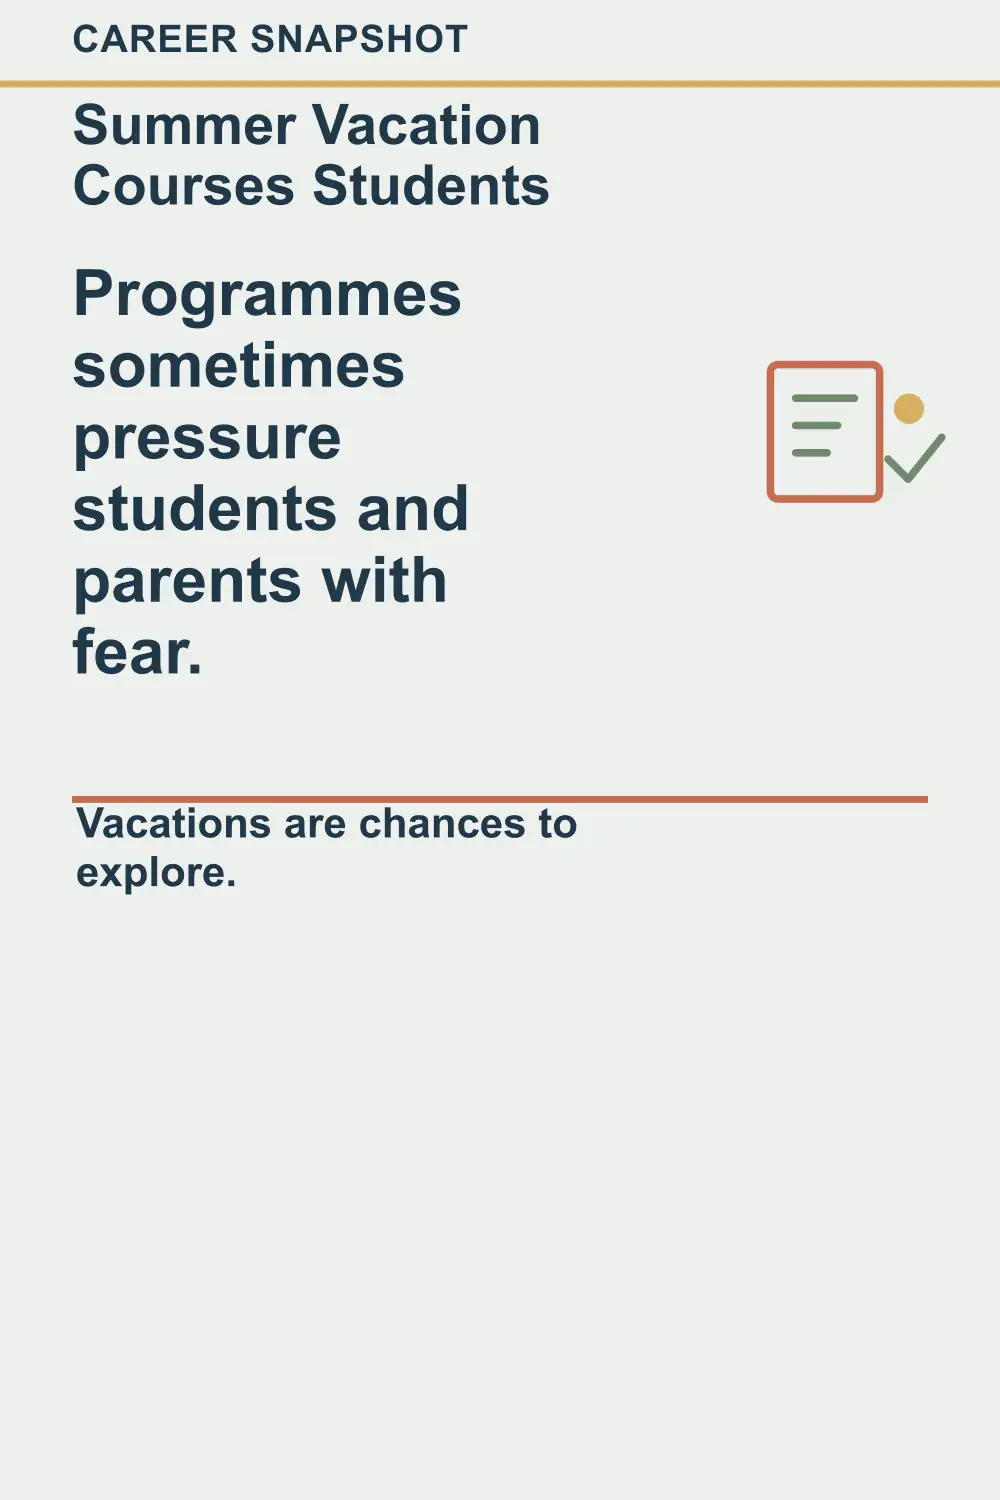 CAREER SNAPSHOT
Summer Vacation
Courses Students
Programmes
sometimes
pressure
students and
parents with
fear.
Vacations are chances to
explore.